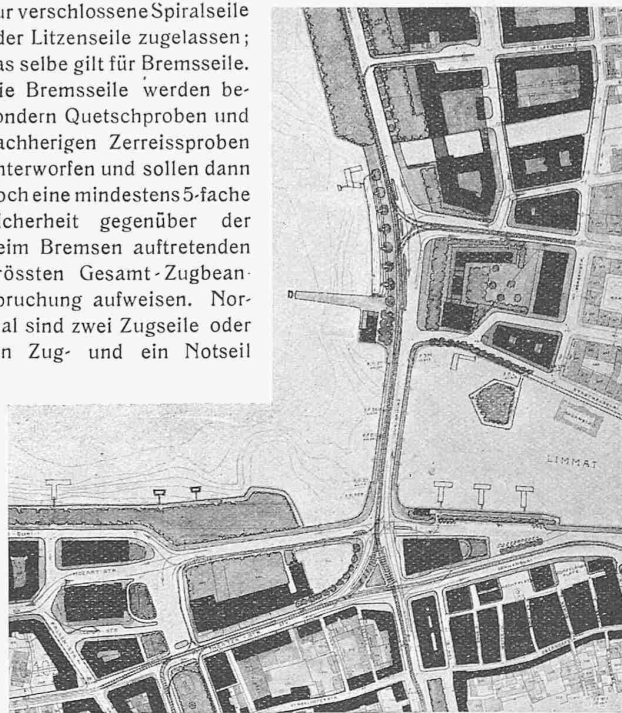 ur verschlossene Spiralseile
der Litzenseile zugelassen;
as selbe gilt für Bremsseile.
ie Bremsseile werden be-
ondern Quetschproben und
achherigen Zerreissproben
nterworfen und sollen dann
och eine mindestens 5-fache
icherheit gegenüber der
eim Bremsen auftretenden
rössten Gesamt-Zugbean-
pruchung aufweisen. Nor-
al sind zwei Zugseile oder
n Zug- und ein Notseil
LIMMAT